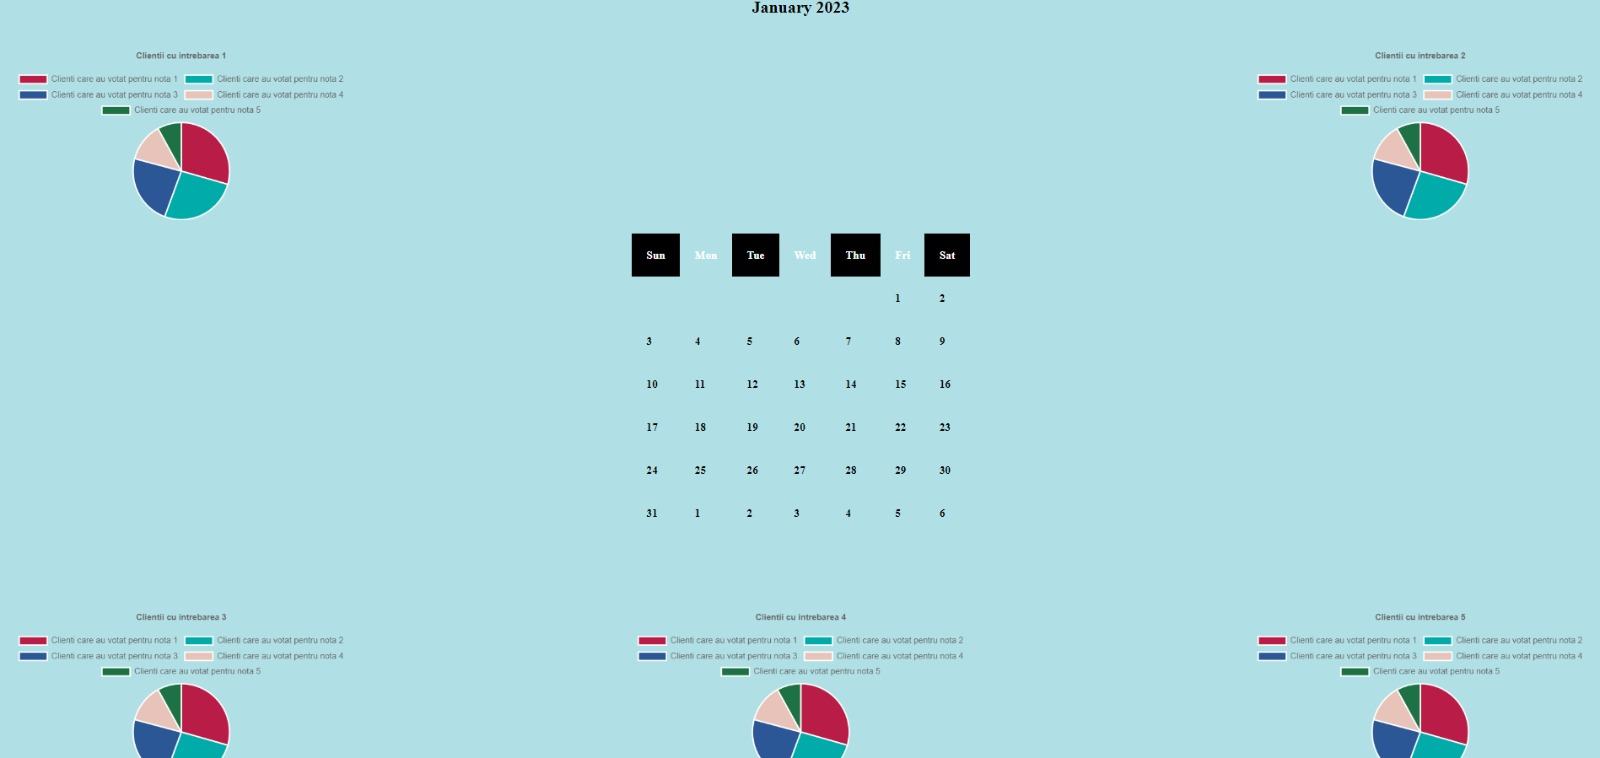 January 2023
Clientii cu intrebarea 1
Clienti care au votat pentru nota 1 Clienti care au votat pentru nota 2
Clienti care au votat pentru nota 3 Clienti care au votat pentru nota 4
Clienti care au votat pentru nota 5
Clientii cu intrebarea 2
Clienti care au votat pentru nota 1 Clienti care au votat pentru nota 2
Clienti care au votat pentru nota 3 Clienti care au votat pentru nota 4
Clienti care au votat pentru nota 5
Sun Mon Tue Wed Thu Fri Sat
1 2
3 4 5 6 7 8 9
10 11 12 13 14 15 16
17 18 19 20 21 22 23
24 25 26 27 28 29 30
31 1 2 3 4 5 6
Clientii cu intrebarea 3
Clienti care au votat pentru nota 1 Clienti care au votat pentru nota 2
Clienti care au votat pentru nota 3 Clienti care au votat pentru nota 4
Clienti care au votat pentru nota 5
Clientii cu intrebarea 4
Clienti care au votat pentru nota 1 Clienti care au votat pentru nota 2
Clienti care au votat pentru nota 3 Clienti care au votat pentru nota 4
Clienti care au votat pentru nota 5
Clientii cu intrebarea 5
Clienti care au votat pentru nota 1 Clienti care au votat pentru nota 2
Clienti care au votat pentru nota 3 Clienti care au votat pentru nota 4
Clienti care au votat pentru nota 5